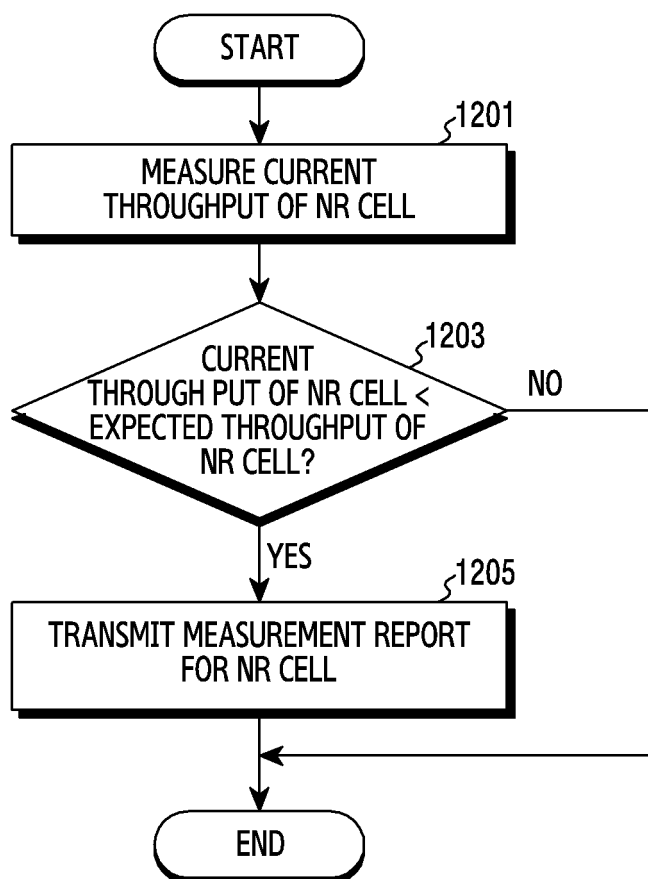 START
1201
MEASURE CURRENT
THROUGHPUT OF NR CELL
1203
CURRENT
THROUGH PUT OF NR CELL <
EXPECTED THROUGHPUT OF
NR CELL?
NO
YES
1205
TRANSMIT MEASUREMENT REPORT
FOR NR CELL
END